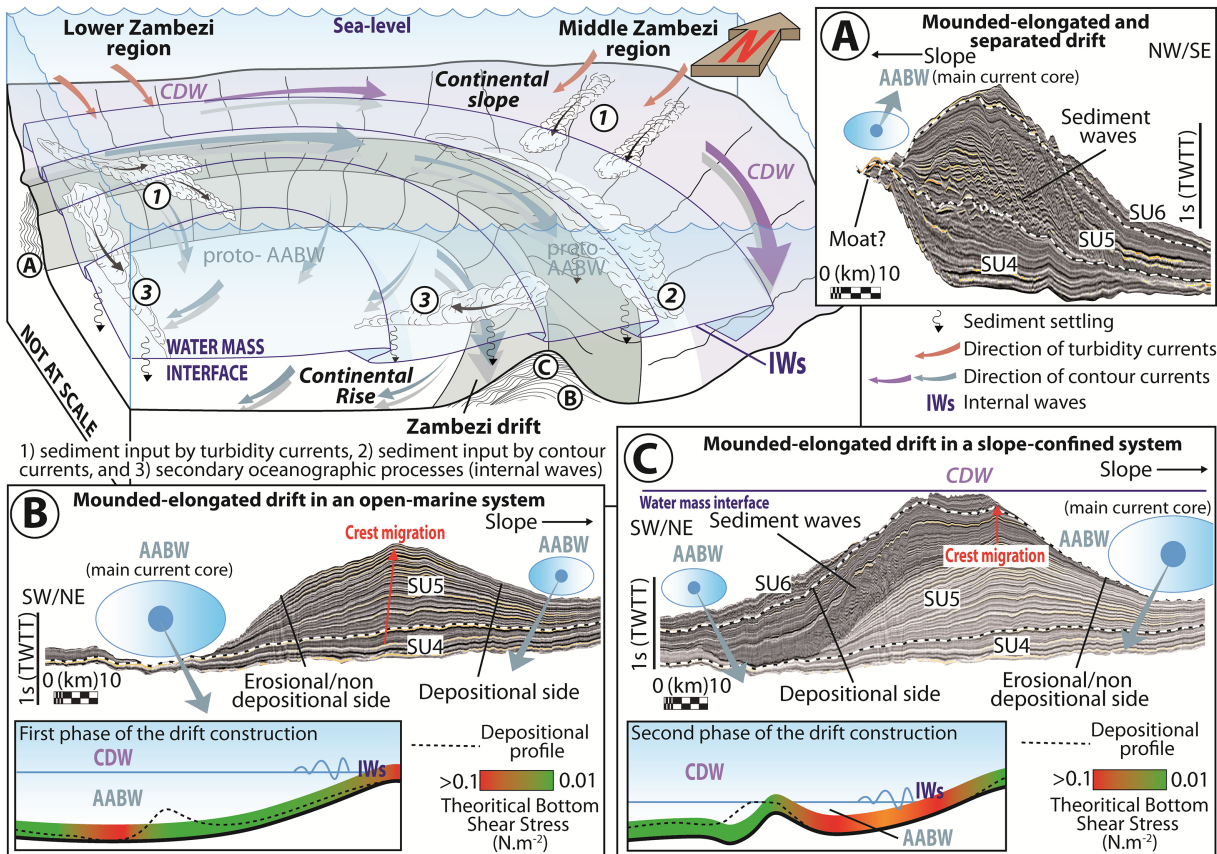 Lower Zambezi
region
Sea-level
Middle Zambezi
region
N
CDW
Continental
slope
1
CDW
1
proto- AABW
proto-
AABW
A
3
3
2
WATER MASS
INTERFACE
IWs
Continental
Rise
C
B
NOT AT SCALE
Zambezi drift
1) sediment input by turbidity currents, 2) sediment input by contour
currents, and 3) secondary oceanographic processes (internal waves)
A
Mounded-elongated and
separated drift
Slope
NW/SE
AABW (main current core)
Sediment
waves
1s (TWTT)
Moat?
SU6
SU5
SU4
0 (km) 10
Sediment settling
Direction of turbidity currents
Direction of contour currents
IWs Internal waves
B
Mounded-elongated drift in an open-marine system
Slope
Crest migration
AABW
(main current core)
AABW
SW/NE
1s (TWTT)
SU5
SU4
0 (km) 10
Erosional/non
depositional side
Depositional side
First phase of the drift construction
CDW
IWs
AABW
Depositional
profile
>0.1 0.01
Theoritical Bottom
Shear Stress
(N.m-2)
C
Mounded-elongated drift in a slope-confined system
CDW
Slope
Water mass interface
(main current core)
SW/NE
Sediment waves
AABW
AABW
Crest migration
SU6
SU5
SU4
1s (TWTT)
0 (km) 10
Depositional side
Erosional/non
depositional side
Second phase of the drift construction
CDW
IWs
AABW
Depositional
profile
>0.1 0.01
Theoritical Bottom
Shear Stress
(N.m-2)